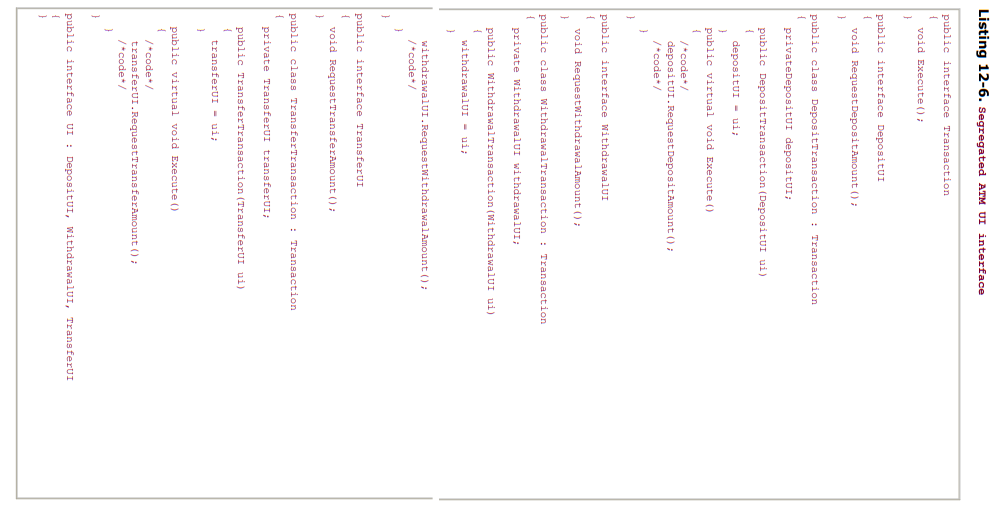 Listing 12-6. Segregated ATM UI interface
public interface Transaction
{
void Execute();
}
public interface DepositUI
{
void RequestDepositAmount();
}
public class DepositTransaction : Transaction
{
privateDepositUI depositUI;
public DepositTransaction(DepositUI ui)
{
depositUI = ui;
}
public virtual void Execute()
{
/*code*/
depositUI.RequestDepositAmount();
/*code*/
}
}
public interface WithdrawalUI
{
void RequestWithdrawalAmount();
}
public class WithdrawalTransaction : Transaction
{
private WithdrawalUI withdrawalUI;
public WithdrawalTransaction(WithdrawalUI ui)
{
withdrawalUI = ui;
}
withdrawalUI.RequestWithdrawalAmount();
/*code*/
}
}
public interface TransferUI
{
void RequestTransferAmount();
}
public class TransferTransaction : Transaction
{
private TransferUI transferUI;
public TransferTransaction(TransferUI ui)
{
transferUI = ui;
}
public virtual void Execute()
{
/*code*/
transferUI.RequestTransferAmount();
/*code*/
}
}
public interface UI : DepositUI, WithdrawalUI, TransferUI
{
}